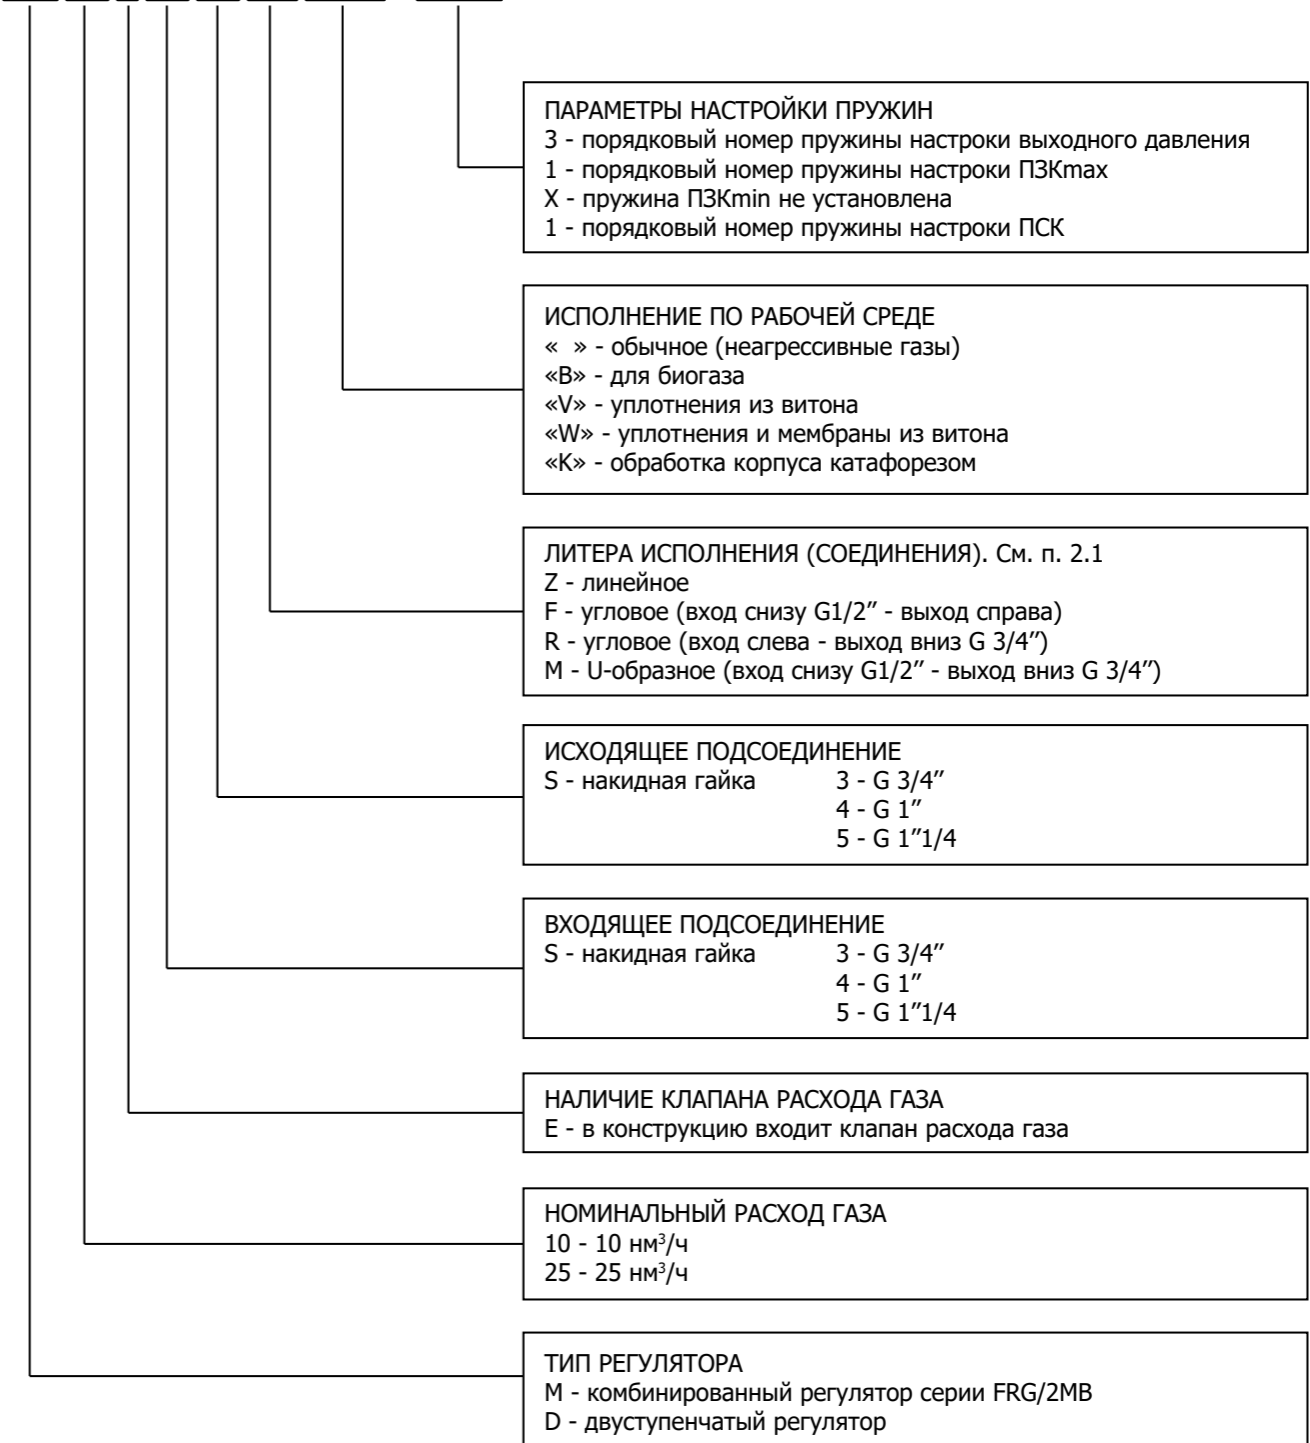 ПАРАМЕТРЫ НАСТРОЙКИ ПРУЖИН
3 - порядковый номер пружины настроки выходного давления
1 - порядковый номер пружины настроки ПЗКmax
X - пружина ПЗКmin не установлена
1 - порядковый номер пружины настроки ПСК
ИСПОЛНЕНИЕ ПО РАБОЧЕЙ СРЕДЕ
«  » - обычное (неагрессивные газы)
«B» - для биогаза
«V» - уплотнения из витона
«W» - уплотнения и мембраны из витона
«K» - обработка корпуса катафорезом
ЛИТЕРА ИСПОЛНЕНИЯ (СОЕДИНЕНИЯ). См. п. 2.1
Z - линейное
F - угловое (вход снизу G1/2” - выход справа)
R - угловое (вход слева - выход вниз G 3/4”)
M - U-образное (вход снизу G1/2” - выход вниз G 3/4”)
ИСХОДЯЩЕЕ ПОДСОЕДИНЕНИЕ
S - накидная гайка 3 - G 3/4”
4 - G 1”
5 - G 1”1/4
ВХОДЯЩЕЕ ПОДСОЕДИНЕНИЕ
S - накидная гайка 3 - G 3/4”
4 - G 1”
5 - G 1”1/4
НАЛИЧИЕ КЛАПАНА РАСХОДА ГАЗА
E - в конструкцию входит клапан расхода газа
НОМИНАЛЬНЫЙ РАСХОД ГАЗА
10 - 10 нм³/ч
25 - 25 нм³/ч
ТИП РЕГУЛЯТОРА
M - комбинированный регулятор серии FRG/2MB
D - двуступенчатый регулятор